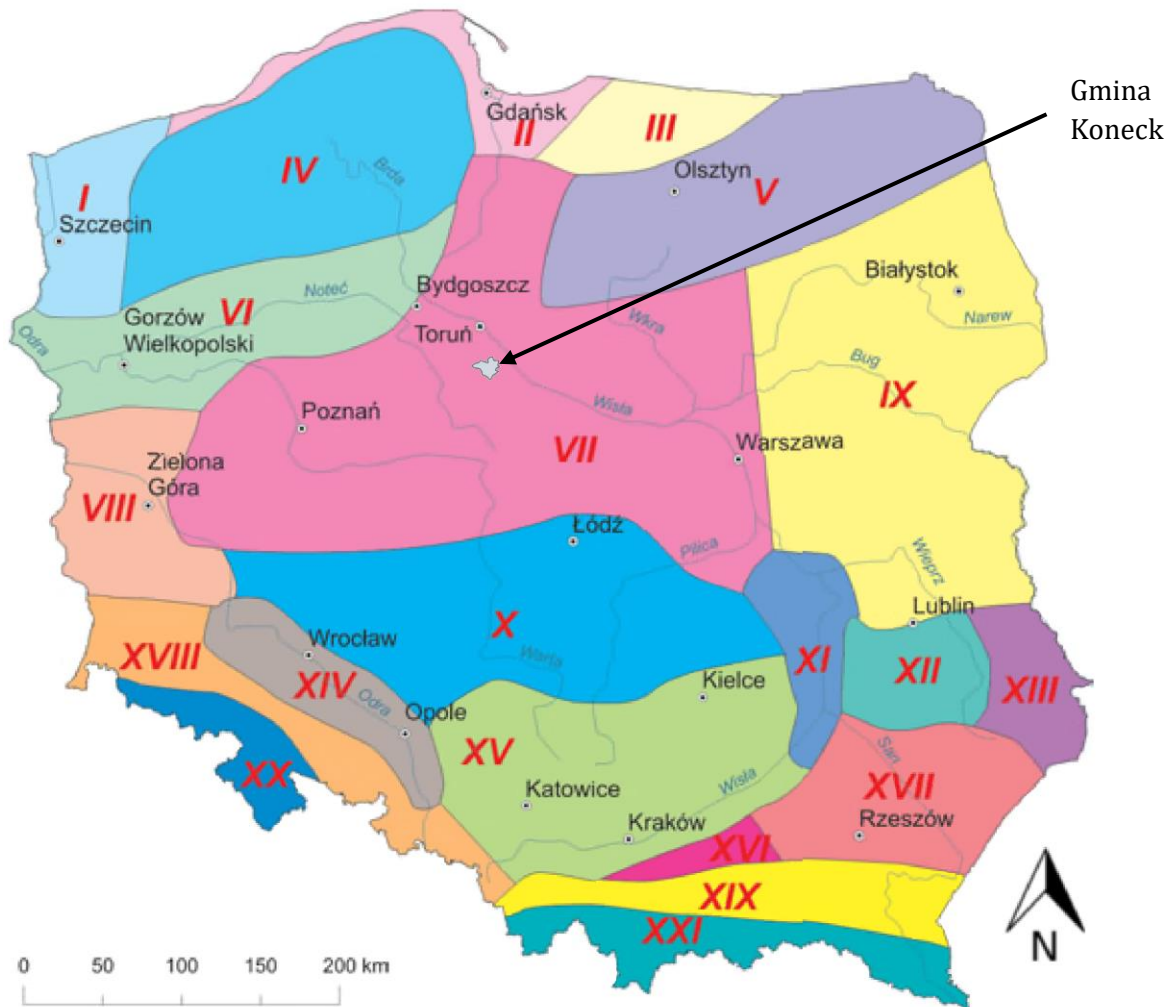 Gmina
Koneck
Gdańsk
II
III
IV
Brda
Olsztyn
V
I
Szczecin
Białystok
Bydgoszcz
Noteć
VI
Toruń
Wkra
Narew
Odra
Gorzów
Wielkopolski
Bug
IX
Wisła
Poznań
Warszawa
VII
Zielona
Góra
VIII
Łódź
Pilica
Wieprz
Lublin
X
Wrocław
XVIII
Warta
XI
XII
XIII
XIV
Kielce
Odra
Opole
XV
San
XX
XVII
Katowice
Wisła
Rzeszów
Kraków
XVI
XIX
XXI
N
0 50 100 150 200 km